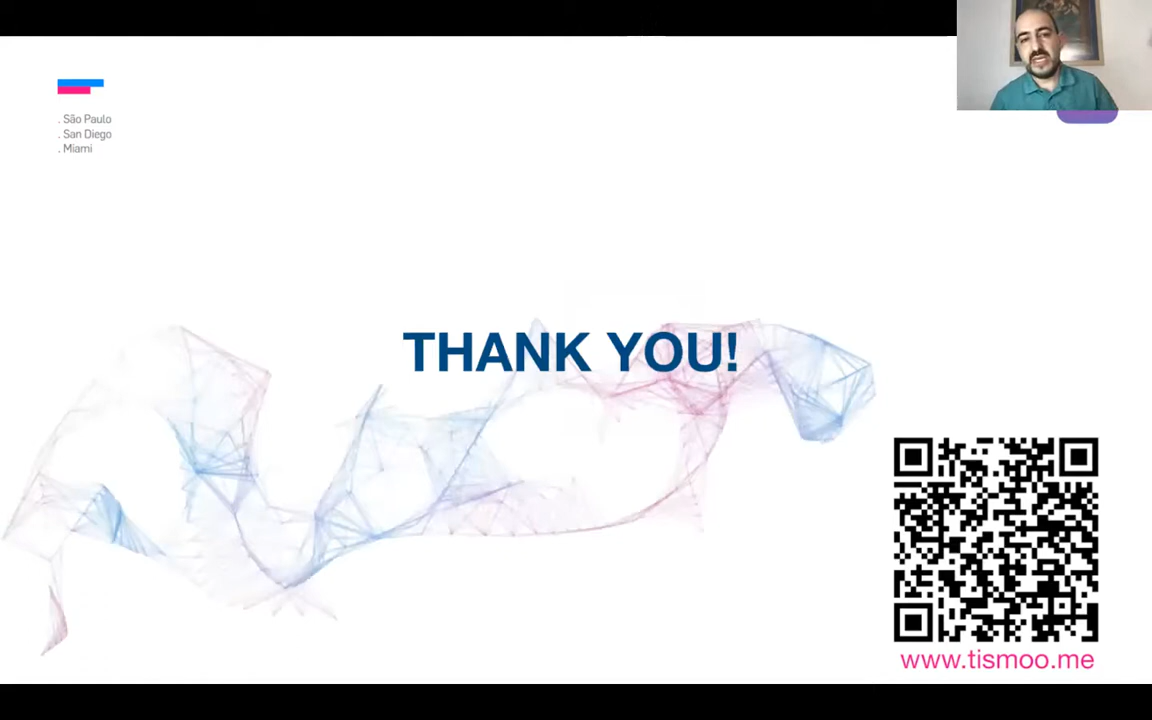 . São Paulo
. San Diego
. Miami
THANK YOU!
www.tismoo.me